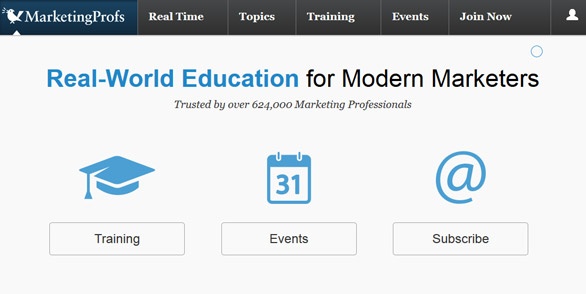 MarketingProfs Real Time Topics Training Events Join Now
Real-World Education for Modern Marketers
Trusted by over 624,000 Marketing Professionals
31 @
Training Events Subscribe